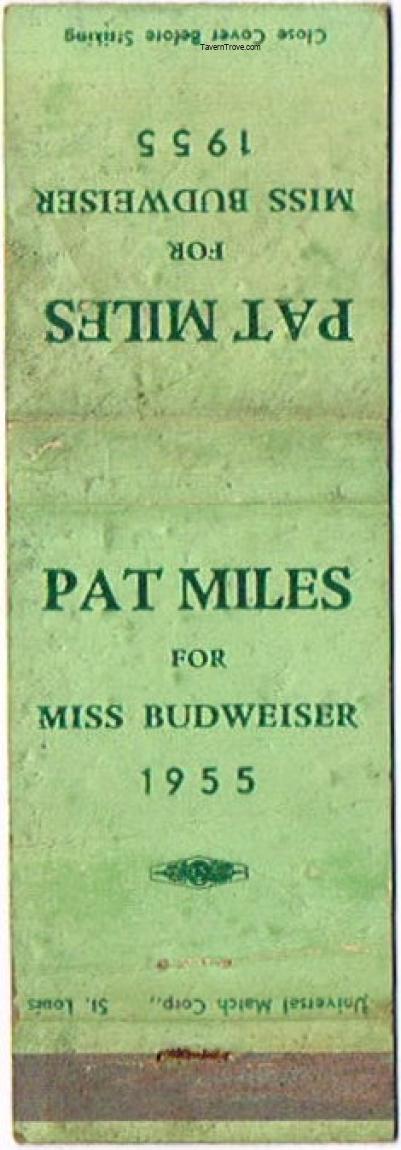 Close Cover Before Striking
TavernTrove.com
1955
MISS BUDWEISER
FOR
PAT MILES
PAT MILES
FOR
MISS BUDWEISER
1955
Universal Match Corp., St. Louis